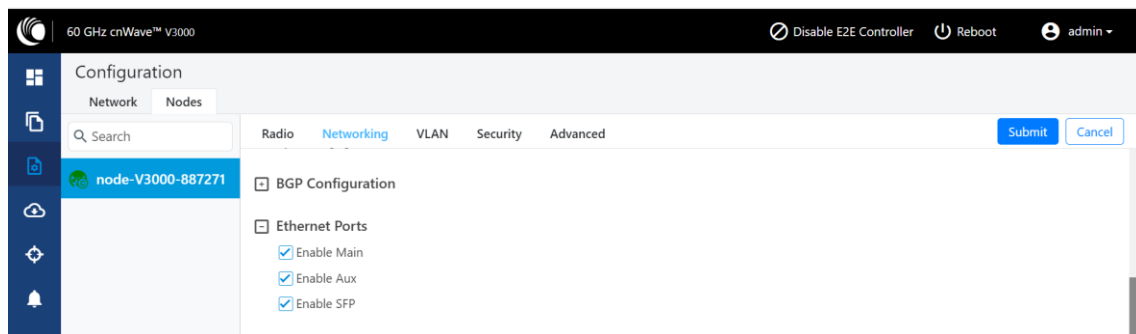 60 GHz cnWave™ V3000
Disable E2E Controller
Reboot
admin
Configuration
Network Nodes
Search
Radio Networking VLAN Security Advanced
Submit Cancel
node-V3000-887271
BGP Configuration
Ethernet Ports
Enable Main
Enable Aux
Enable SFP